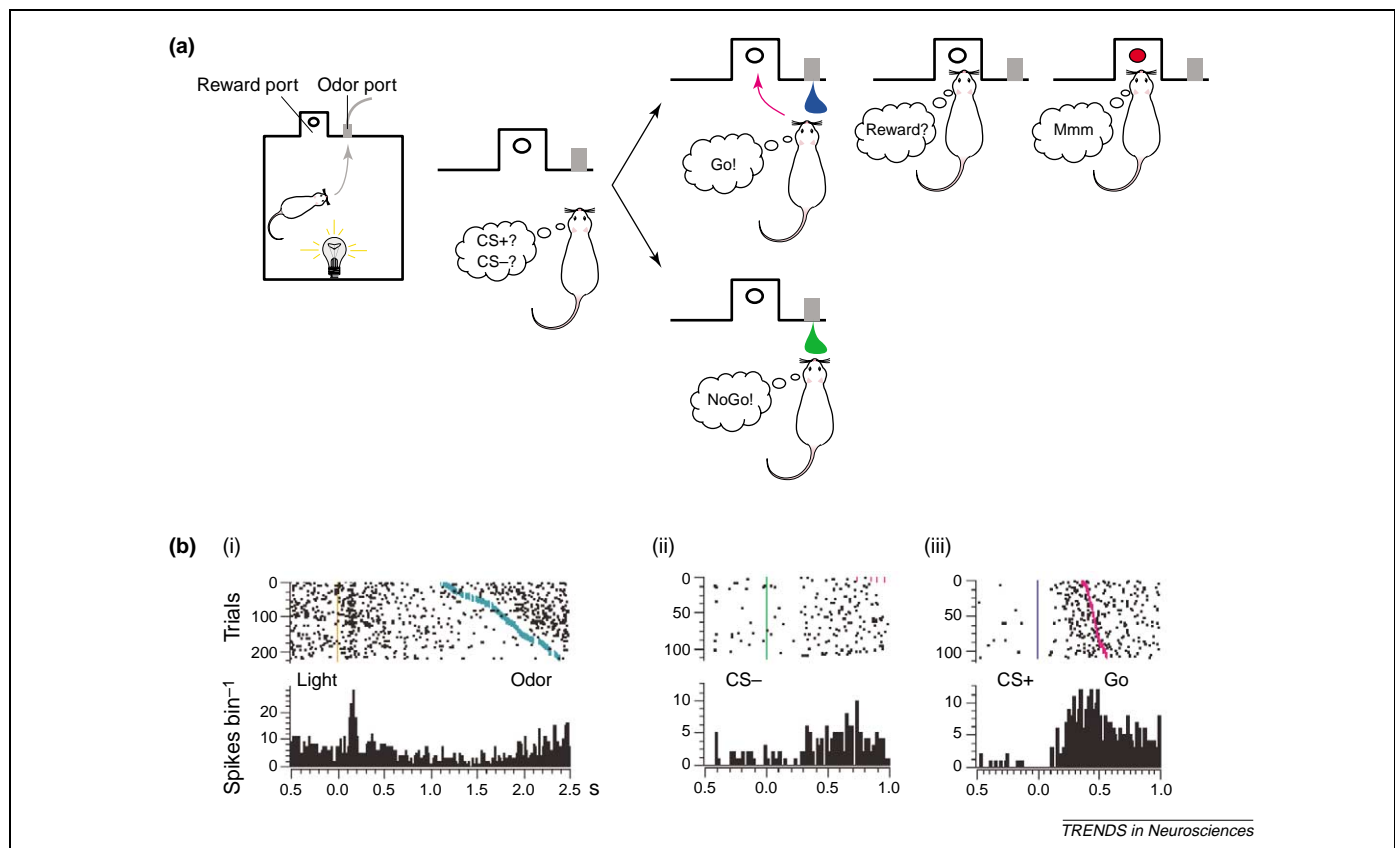 (a)
Reward port
Odor port
CS+?
CS–?
Go!
Reward?
Mmm
NoGo!
(b)
(i)
(ii)
(iii)
Trials
0
100
200
0
50
100
0
50
100
Light
Odor
CS–
CS+
Go
Spikes bin–1
20
10
0
10
5
0
10
5
0
0.5 0.0 0.5 1.0 1.5 2.0 2.5 s
0.5 0.0 0.5 1.0
0.5 0.0 0.5 1.0
TRENDS in Neurosciences